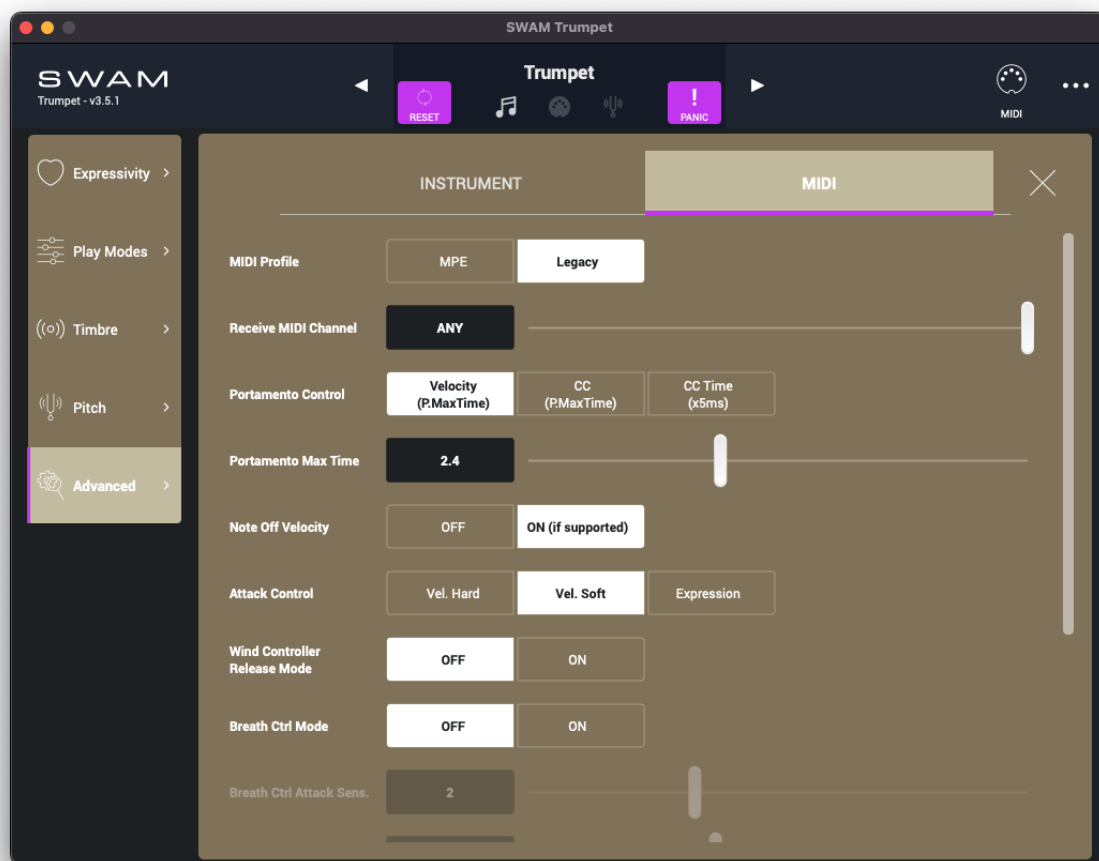 SWAM Trumpet
SWAM
Trumpet - v3.5.1
Trumpet
RESET
!
PANIC
MIDI
Expressivity
Play Modes
Timbre
Pitch
Advanced
INSTRUMENT
MIDI
MIDI Profile
MPE
Legacy
Receive MIDI Channel
ANY
Portamento Control
Velocity
(P.MaxTime)
CC
(P.MaxTime)
CC Time
(x5ms)
Portamento Max Time
2.4
Note Off Velocity
OFF
ON (if supported)
Attack Control
Vel. Hard
Vel. Soft
Expression
Wind Controller
Release Mode
OFF
ON
Breath Ctrl Mode
OFF
ON
Breath Ctrl Attack Sens.
2